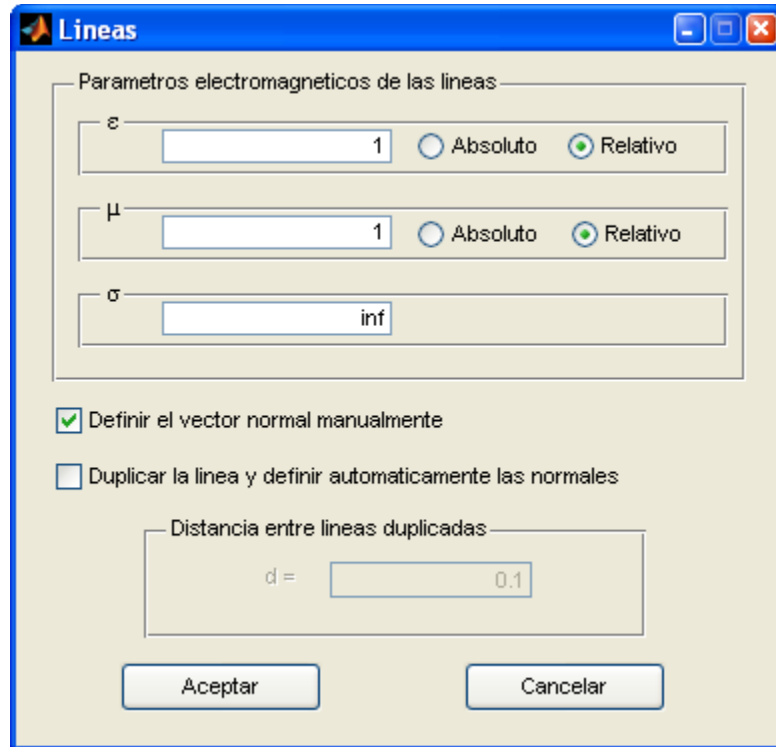 Lineas
Parametros electromagneticos de las lineas
ε
1 Absoluto Relativo
μ
1 Absoluto Relativo
σ
inf
Definir el vector normal manualmente
Duplicar la linea y definir automaticamente las normales
Distancia entre lineas duplicadas
d = 0.1
Aceptar Cancelar